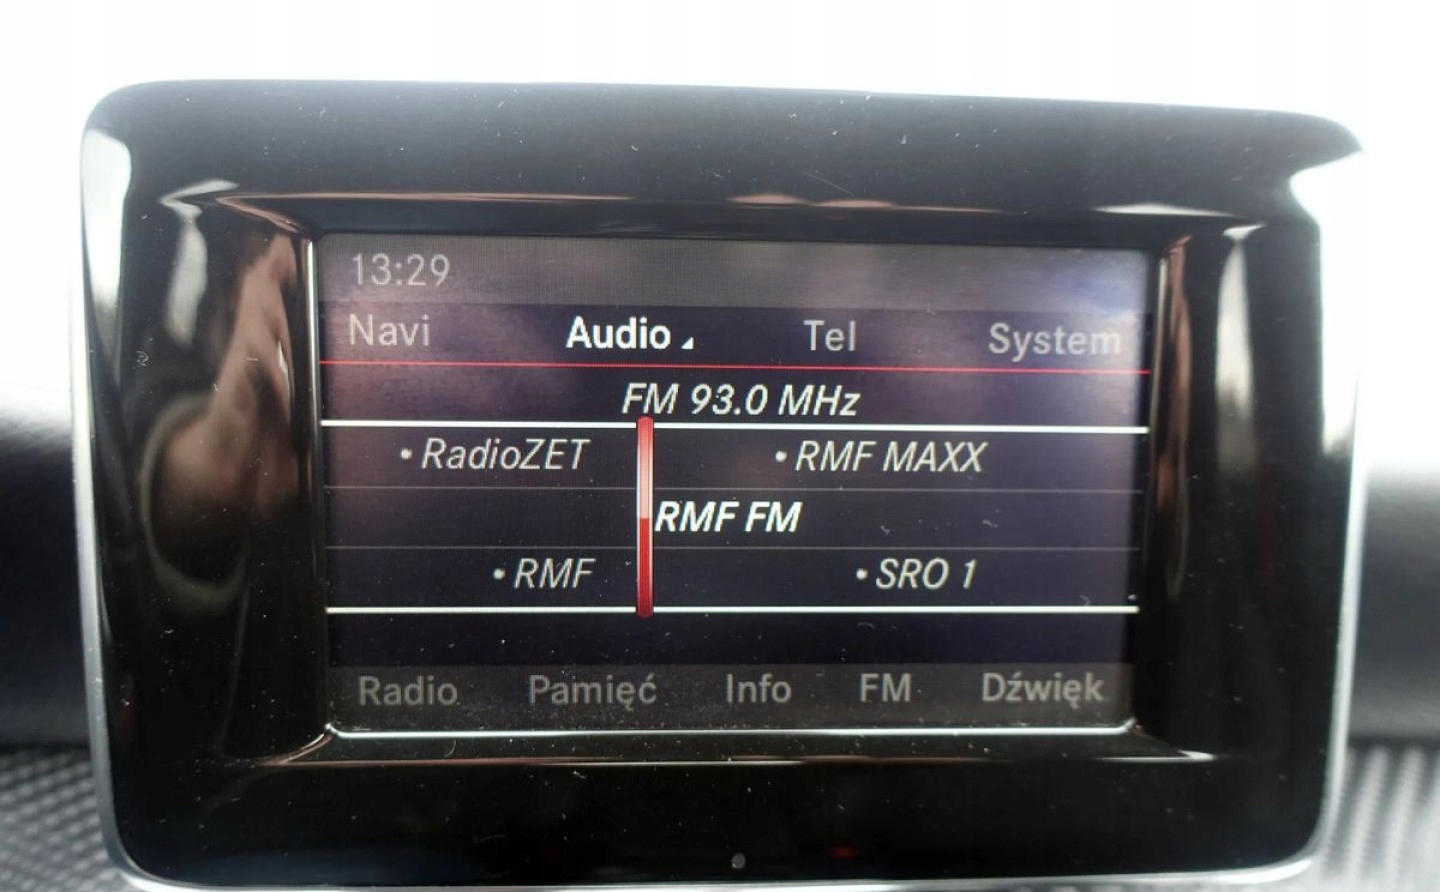 13:29
Navi Audio Tel System
FM 93.0 MHz
• RadioZET • RMF MAXX
RMF FM
• RMF • SRO 1
Radio Pamięć Info FM Dźwięk